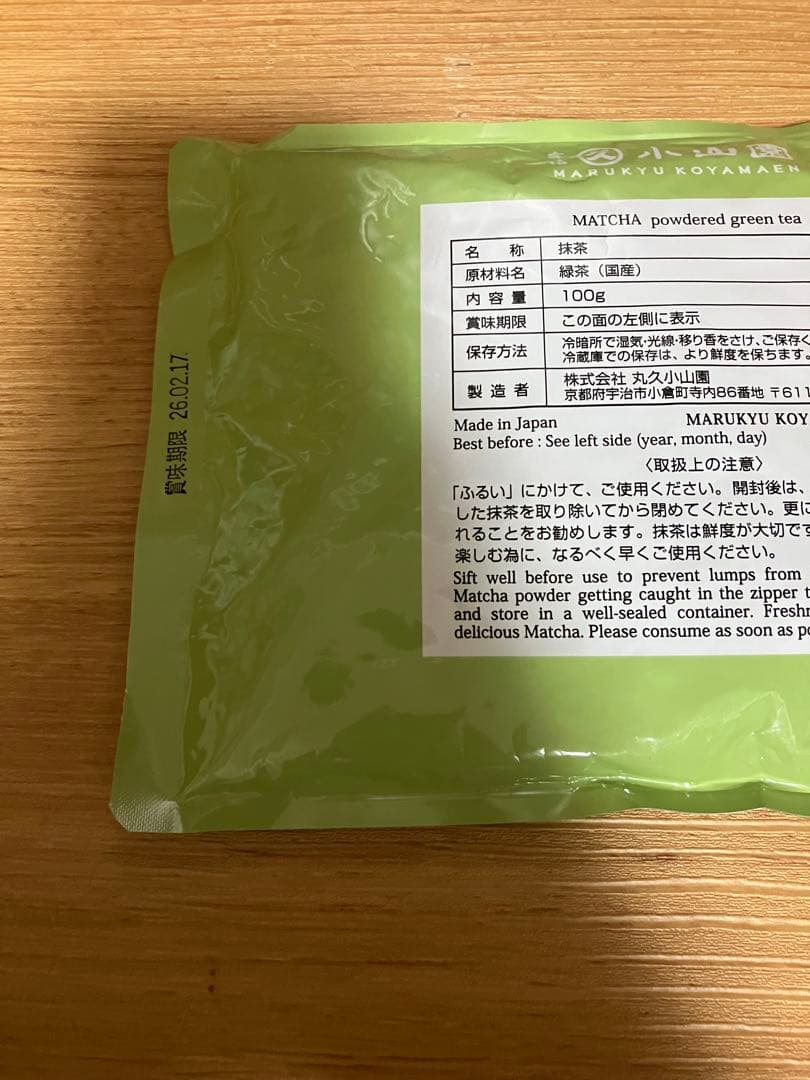 丸久小山園
MARUKYU KOYAMAEN
MATCHA powdered green tea
名 称 抹茶
原材料名 緑茶（国産）
内 容 量 100g
賞味期限 この面の左側に表示
保存方法 冷暗所で湿気・光線・移り香をさけ、ご保存く
冷蔵庫での保存は、より鮮度を保ちます。
製 造 者 株式会社 丸久小山園
京都府宇治市小倉町寺内86番地 〒611
Made in Japan MARUKYU KOY
Best before : See left side (year, month, day)
〈取扱上の注意〉
「ふるい」にかけて、ご使用ください。開封後は、
した抹茶を取り除いてから閉めてください。更に
れることをお勧めします。抹茶は鮮度が大切です
楽しむ為に、なるべく早くご使用ください。
Sift well before use to prevent lumps from
Matcha powder getting caught in the zipper t
and store in a well-sealed container. Freshn
delicious Matcha. Please consume as soon as po
賞味期限 26.02.17